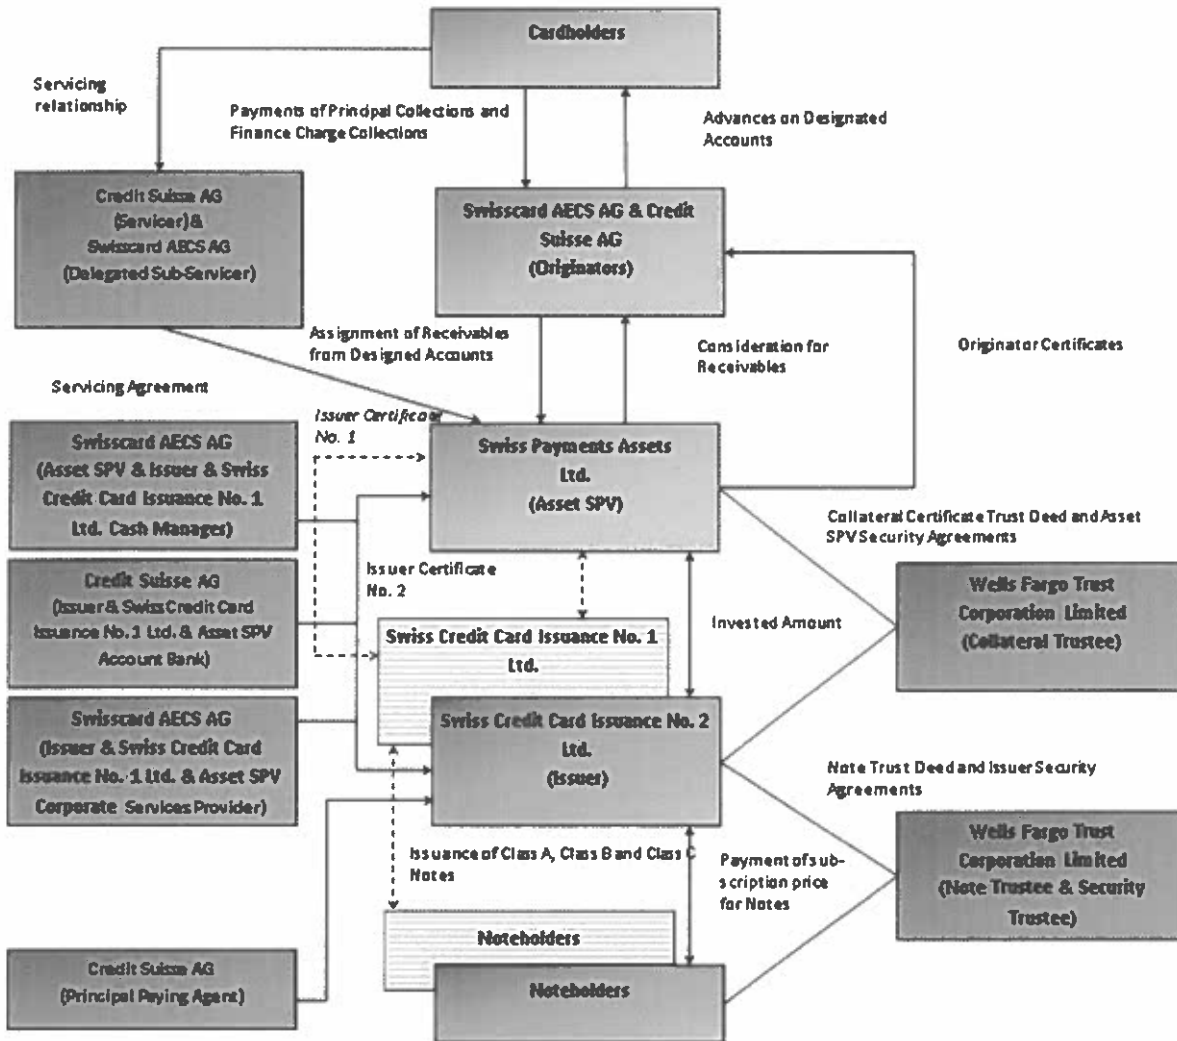 Cardholders
Servicing
relationship
Payments of Principal Collections and
Finance Charge Collections
Advances on Designated
Accounts
Credit Suisse AG
(Servicer) &
Swisscard AECS AG
(Delegated Sub-Servicer)
Swisscard AECS AG & Credit
Suisse AG
(Originators)
Assignment of Receivables
from Designed Accounts
Consideration for
Receivables
Originator Certificates
Servicing Agreement
Issuer Certificate
No. 1
Swisscard AECS AG
(Asset SPV & Issuer & Swiss
Credit Card Issuance No. 1
Ltd. Cash Managers)
Swiss Payments Assets
Ltd.
(Asset SPV)
Collateral Certificate Trust Deed and Asset
SPV Security Agreements
Issuer Certificate
No. 2
Credit Suisse AG
(Issuer & Swiss Credit Card
Issuance No. 1 Ltd. & Asset SPV
Account Bank)
Wells Fargo Trust
Corporation Limited
(Collateral Trustee)
Invested Amount
Swiss Credit Card Issuance No. 1
Ltd.
Swisscard AECS AG
(Issuer & Swiss Credit Card
Issuance No. 1 Ltd. & Asset SPV
Corporate Services Provider)
Swiss Credit Card Issuance No. 2
Ltd.
(Issuer)
Note Trust Deed and Issuer Security
Agreements
Issuance of Class A, Class B and Class C
Notes
Payment of sub-
scription price
for Notes
Wells Fargo Trust
Corporation Limited
(Note Trustee & Security
Trustee)
Noteholders
Credit Suisse AG
(Principal Paying Agent)
Noteholders